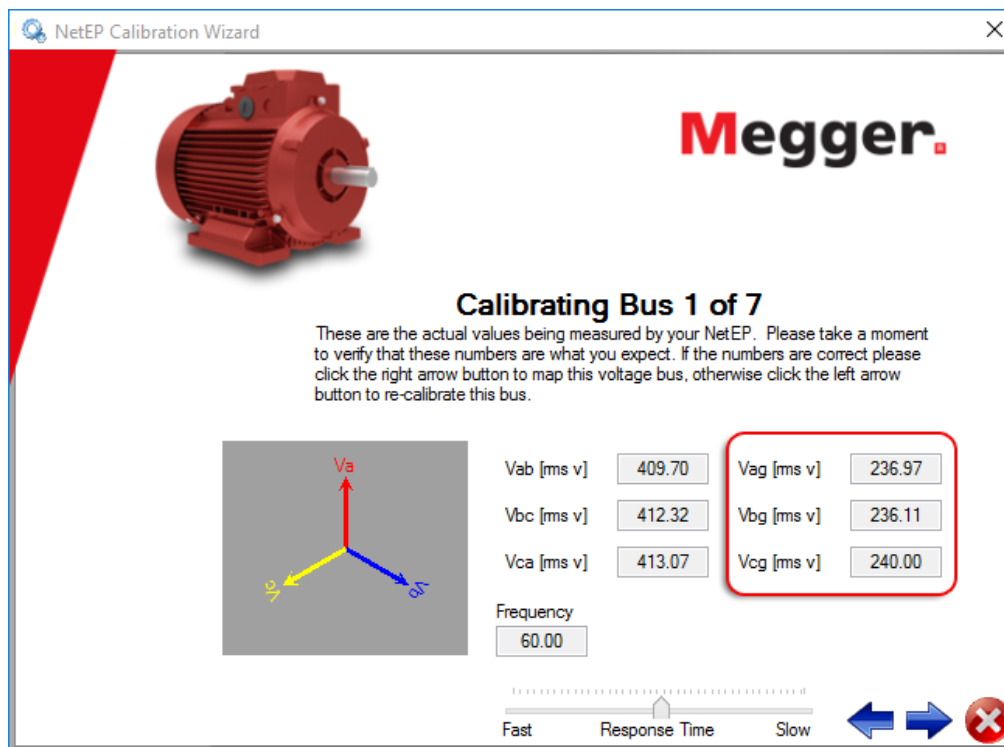 NetEP Calibration Wizard
Megger.
Calibrating Bus 1 of 7
These are the actual values being measured by your NetEP. Please take a moment
to verify that these numbers are what you expect. If the numbers are correct please
click the right arrow button to map this voltage bus, otherwise click the left arrow
button to re-calibrate this bus.
Va
Vc
Vb
Vab [rms v] 409.70 Vag [rms v] 236.97
Vbc [rms v] 412.32 Vbg [rms v] 236.11
Vca [rms v] 413.07 Vcg [rms v] 240.00
Frequency
60.00
Fast Response Time Slow